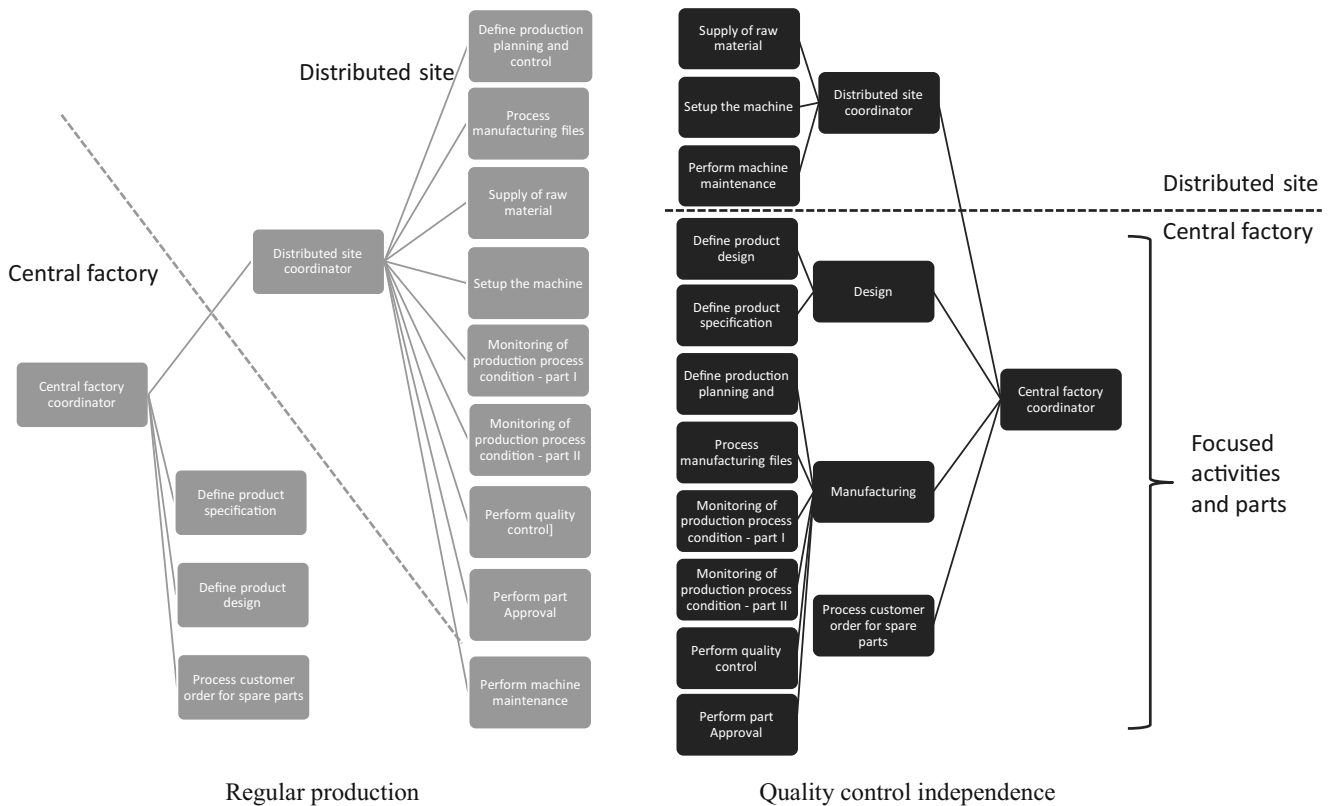 Define production
planning and
control
Distributed site
Process
manufacturing files
Supply of raw
material
Distributed site
coordinator
Central factory
Setup the machine
Monitoring of
production process
condition - part I
Central factory
coordinator
Monitoring of
production process
condition - part II
Define product
specification
Perform quality
control]
Define product
design
Perform part
Approval
Process customer
order for spare parts
Perform machine
maintenance
Regular production
Supply of raw
material
Setup the machine
Distributed site
coordinator
Perform machine
maintenance
Distributed site
Central factory
Define product
design
Design
Define product
specification
Define production
planning and
Central factory
coordinator
Process
manufacturing files
Manufacturing
Focused
activities
and parts
Monitoring of
production process
condition - part I
Monitoring of
production process
condition - part II
Process customer
order for spare
parts
Perform quality
control
Perform part
Approval
Quality control independence